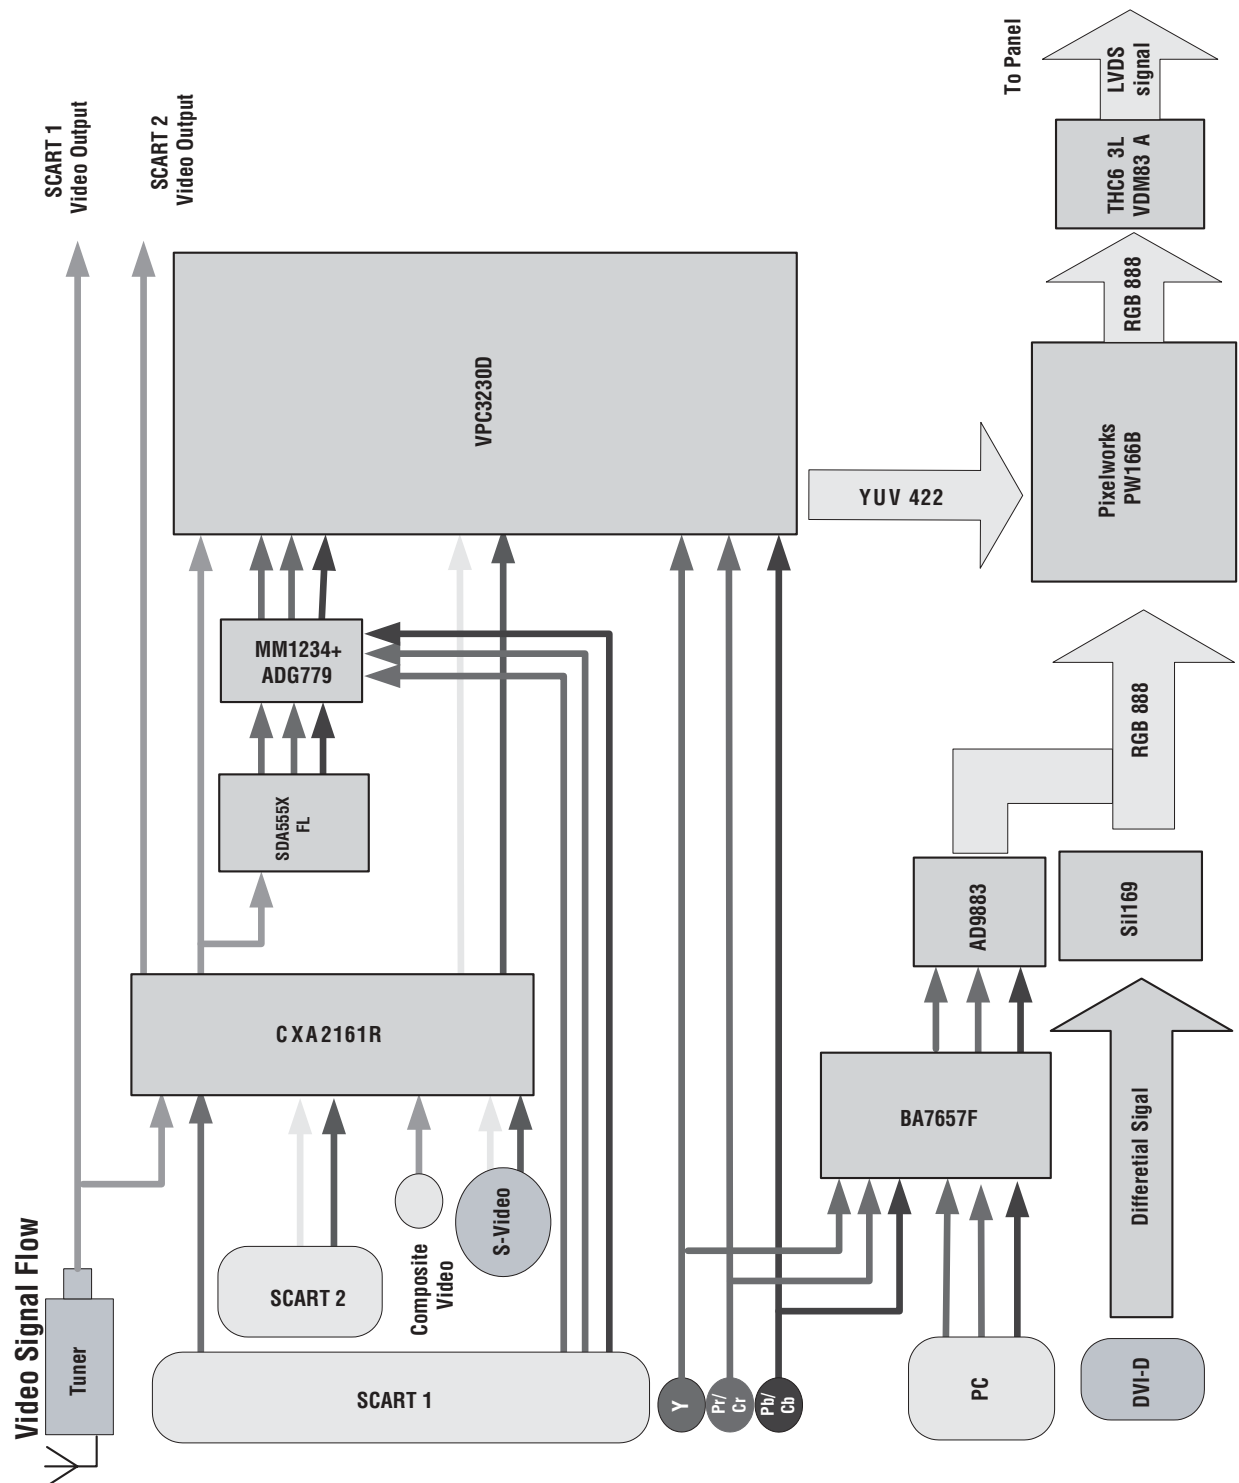 Video Signal Flow
Tuner
SCART 1
Video Output
SCART 2
Video Output
To Panel
LVDS
signal
THC6 3L
VDM83 A
RGB 888
VPC3230D
YUV 422
Pixelworks
PW166B
MM1234+
ADG779
SDA555X
FL
RGB 888
AD9883
Sil169
CXA2161R
BA7657F
Differetial Sigal
S-Video
Composite
Video
SCART 2
SCART 1
Y
Pr/
Cr
Pb/
Cb
PC
DVI-D